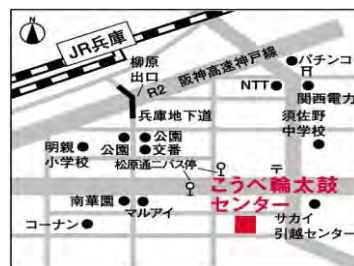 JR兵庫
柳原
出口
R2
阪神高速神戸線
パチンコ
NTT
関西電力
兵庫地下道
須佐野
中学校
明親
小学校
公園
公園
交番
松原通二バス停
〒
こうべ輪太鼓
センター
南華園
マルアイ
コーナン
サカイ
引越センター